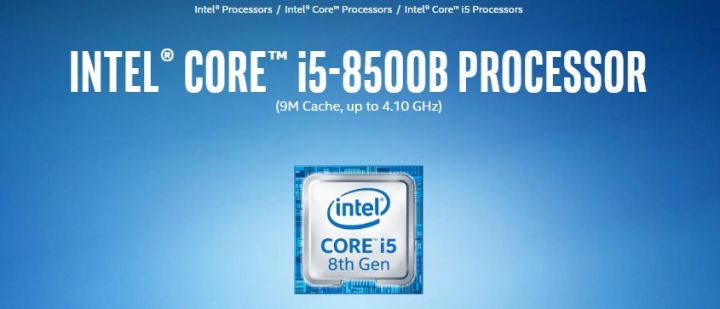 Intel® Processors / Intel® Core™ Processors / Intel® Core™ i5 Processors
INTEL® CORE™ i5-8500B PROCESSOR
(9M Cache, up to 4.10 GHz)
intel
CORE™ i5
8th Gen